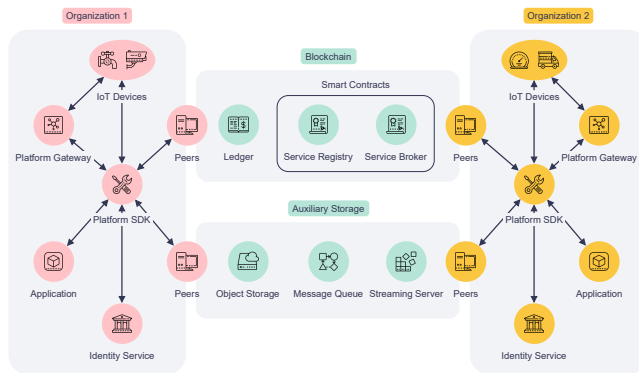 Organization 1
Organization 2
Blockchain
Smart Contracts
IoT Devices
IoT Devices
Platform Gateway
Peers
Ledger
Service Registry
Service Broker
Peers
Platform Gateway
Auxiliary Storage
Platform SDK
Platform SDK
Application
Peers
Object Storage
Message Queue
Streaming Server
Peers
Application
Identity Service
Identity Service